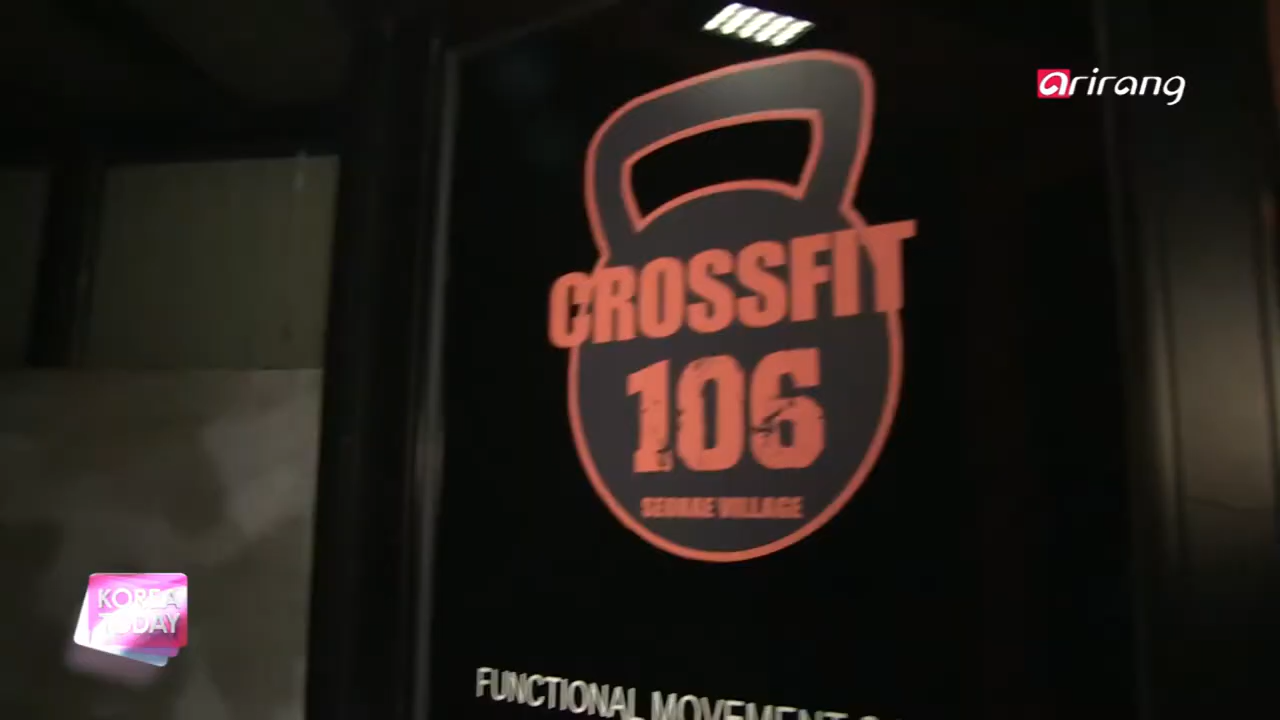 arirang
CROSSFIT
106
SEORAE VILLAGE
KOREA
TODAY
FUNCTIONAL MOVEMENT